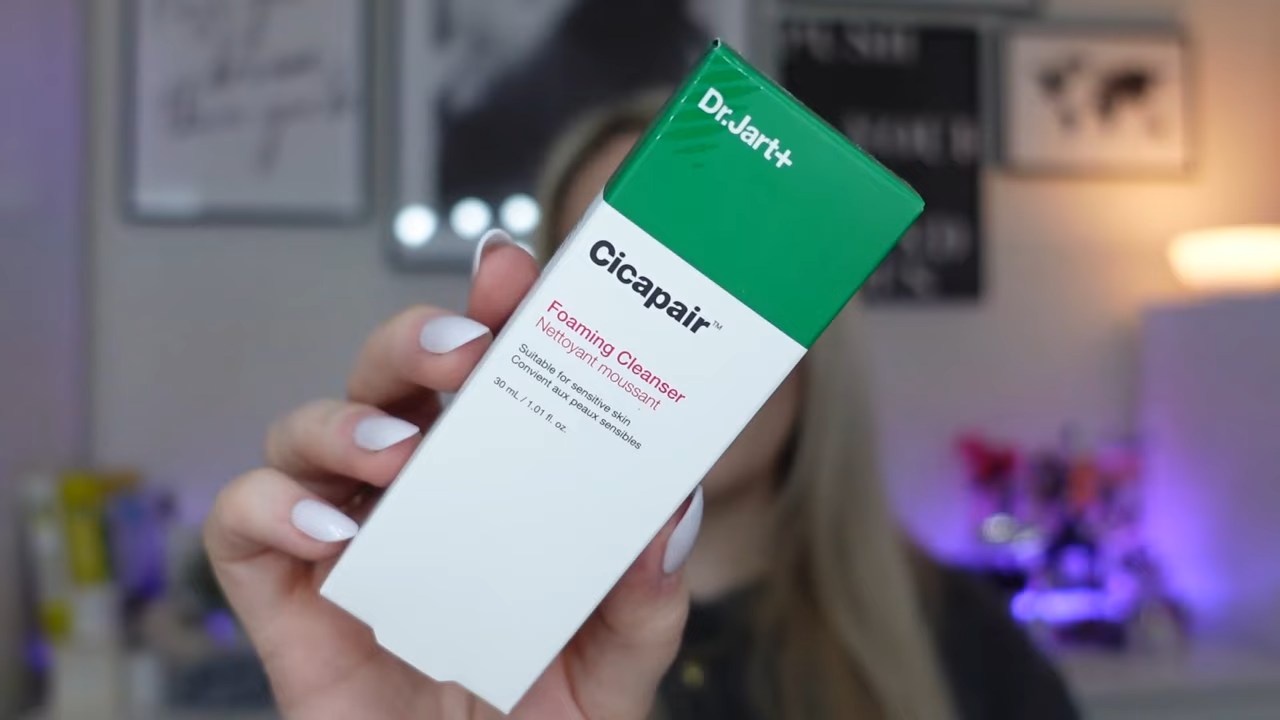 Dr.Jart+
Cicapair™
Foaming Cleanser
Nettoyant moussant
Suitable for sensitive skin
Convient aux peaux sensibles
30 mL / 1.01 fl. oz.
PUSH